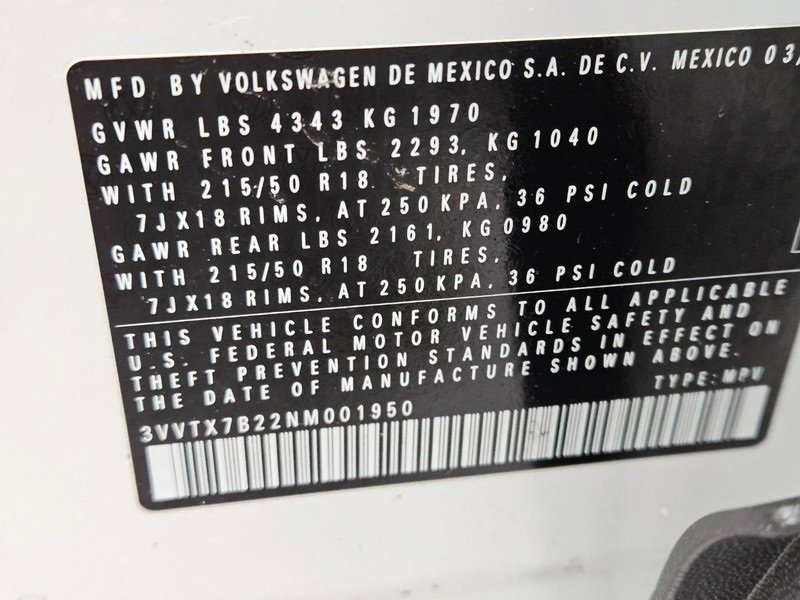 MFD BY VOLKSWAGEN DE MEXICO S.A. DE C.V. MEXICO 03/
GVWR LBS 4343 KG 1970
GAWR FRONT LBS 2293, KG 1040
WITH 215/50 R18 TIRES,
7JX18 RIMS, AT 250 KPA, 36 PSI COLD
GAWR REAR LBS 2161, KG 0980
WITH 215/50 R18 TIRES,
7JX18 RIMS, AT 250 KPA, 36 PSI COLD
THIS VEHICLE CONFORMS TO ALL APPLICABLE
U.S. FEDERAL MOTOR VEHICLE SAFETY AND
THEFT PREVENTION STANDARDS IN EFFECT ON
THE DATE OF MANUFACTURE SHOWN ABOVE.
TYPE: MPV
3VVTX7B22NM001950